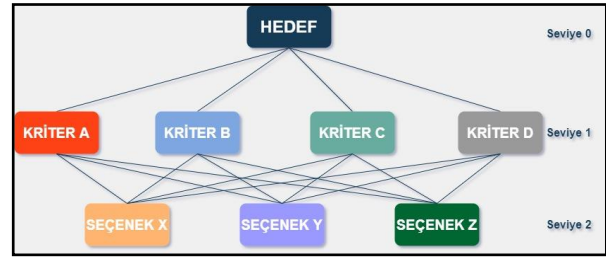 HEDEF
Seviye 0
KRİTER A
KRİTER B
KRİTER C
KRİTER D
Seviye 1
SEÇENEK X
SEÇENEK Y
SEÇENEK Z
Seviye 2